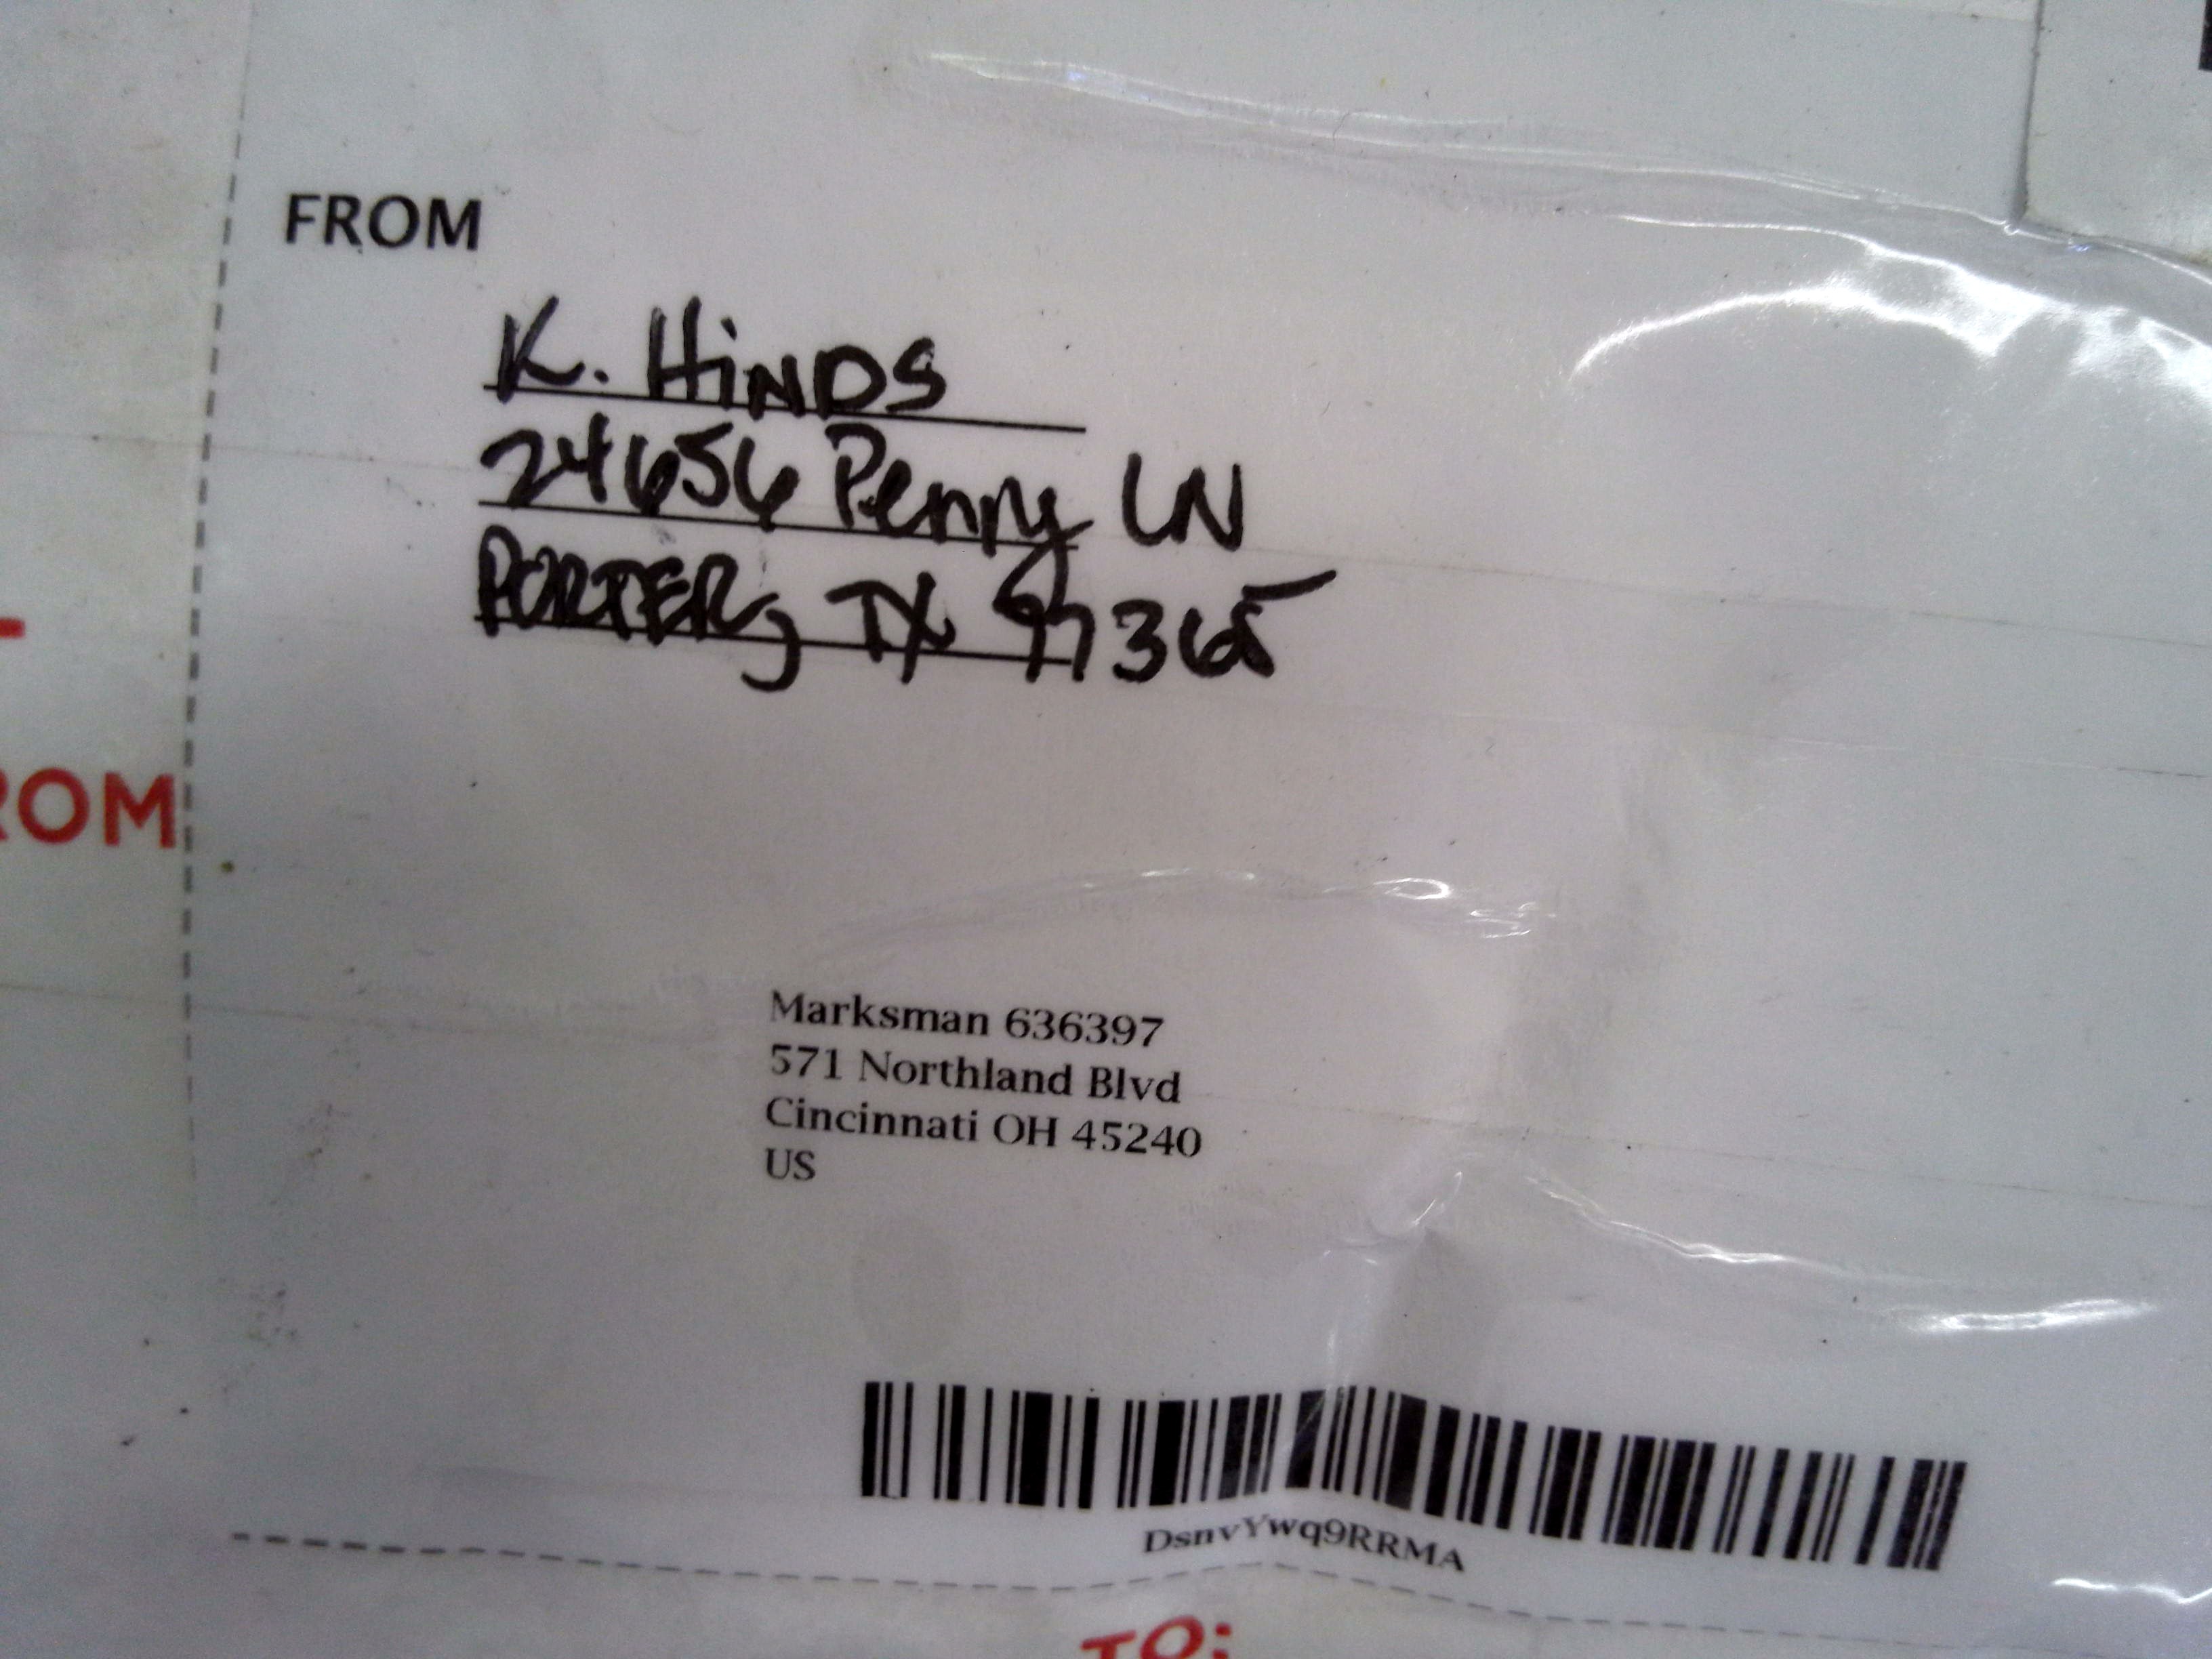 FROM
K. HiNDS
24656 Penny LN
PORTER, TX 77365
ROM
Marksman 636397
571 Northland Blvd
Cincinnati OH 45240
US
DsnvYwq9RRMA
TO: